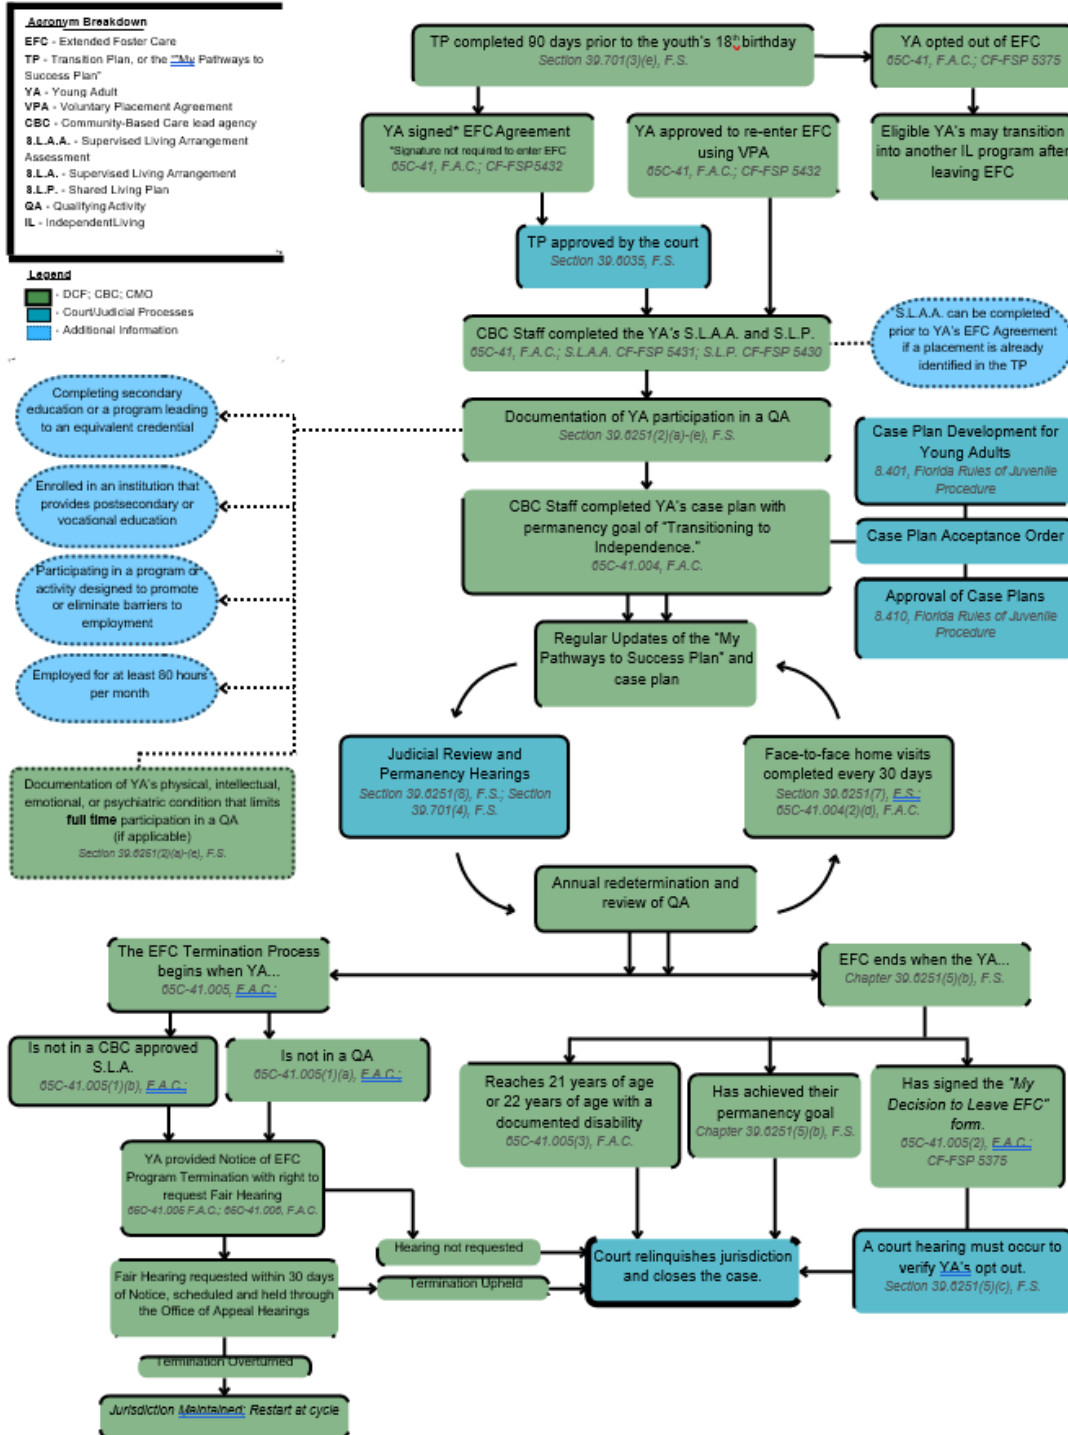 Acronym Breakdown
EFC - Extended Foster Care
TP - Transition Plan, or the ""My Pathways to
Success Plan"
YA - Young Adult
VPA - Voluntary Placement Agreement
CBC - Community-Based Care lead agency
S.L.A.A. - Supervised Living Arrangement
Assessment
S.L.A. - Supervised Living Arrangement
S.L.P. - Shared Living Plan
QA - Qualifying Activity
IL - Independent Living
Legend
- DCF; CBC; CMO
- Court/Judicial Processes
- Additional Information
TP completed 90 days prior to the youth's 18th birthday
Section 39.701(3)(e), F.S.
YA opted out of EFC
65C-41, F.A.C.; CF-FSP 5375
YA signed* EFC Agreement
*Signature not required to enter EFC
65C-41, F.A.C.; CF-FSP 5432
YA approved to re-enter EFC
using VPA
65C-41, F.A.C.; CF-FSP 5432
Eligible YA's may transition
into another IL program after
leaving EFC
TP approved by the court
Section 39.6035, F.S.
CBC Staff completed the YA's S.L.A.A. and S.L.P.
65C-41, F.A.C.; S.L.A.A. CF-FSP 5431; S.L.P. CF-FSP 5430
S.L.A.A. can be completed
prior to YA's EFC Agreement
if a placement is already
identified in the TP
Completing secondary
education or a program leading
to an equivalent credential
Enrolled in an institution that
provides postsecondary or
vocational education
Participating in a program or
activity designed to promote
or eliminate barriers to
employment
Employed for at least 80 hours
per month
Documentation of YA's physical, intellectual,
emotional, or psychiatric condition that limits
full time participation in a QA
(if applicable)
Section 39.6251(2)(a)-(e), F.S.
Documentation of YA participation in a QA
Section 39.6251(2)(a)-(e), F.S.
CBC Staff completed YA's case plan with
permanency goal of "Transitioning to
Independence."
65C-41.004, F.A.C.
Case Plan Development for
Young Adults
8.401, Florida Rules of Juvenile
Procedure
Case Plan Acceptance Order
Approval of Case Plans
8.410, Florida Rules of Juvenile
Procedure
Regular Updates of the "My
Pathways to Success Plan" and
case plan
Judicial Review and
Permanency Hearings
Section 39.6251(8), F.S.; Section
39.701(4), F.S.
Face-to-face home visits
completed every 30 days
Section 39.6251(7), F.S.;
65C-41.004(2)(d), F.A.C.
Annual redetermination and
review of QA
The EFC Termination Process
begins when YA...
65C-41.005, F.A.C.;
EFC ends when the YA...
Chapter 39.6251(5)(b), F.S.
Is not in a CBC approved
S.L.A.
65C-41.005(1)(b), F.A.C.;
Is not in a QA
65C-41.005(1)(a), F.A.C.;
Reaches 21 years of age
or 22 years of age with a
documented disability
65C-41.005(3), F.A.C.
Has achieved their
permanency goal
Chapter 39.6251(5)(b), F.S.
Has signed the "My
Decision to Leave EFC"
form.
65C-41.005(2), F.A.C.;
CF-FSP 5375
YA provided Notice of EFC
Program Termination with right to
request Fair Hearing
65C-41.005 F.A.C.; 65C-41.006, F.A.C.
Hearing not requested
Fair Hearing requested within 30 days
of Notice, scheduled and held through
the Office of Appeal Hearings
Termination Upheld
Court relinquishes jurisdiction
and closes the case.
A court hearing must occur to
verify YA's opt out.
Section 39.6251(5)(c), F.S.
Termination Overturned
Jurisdiction Maintained; Restart at cycle